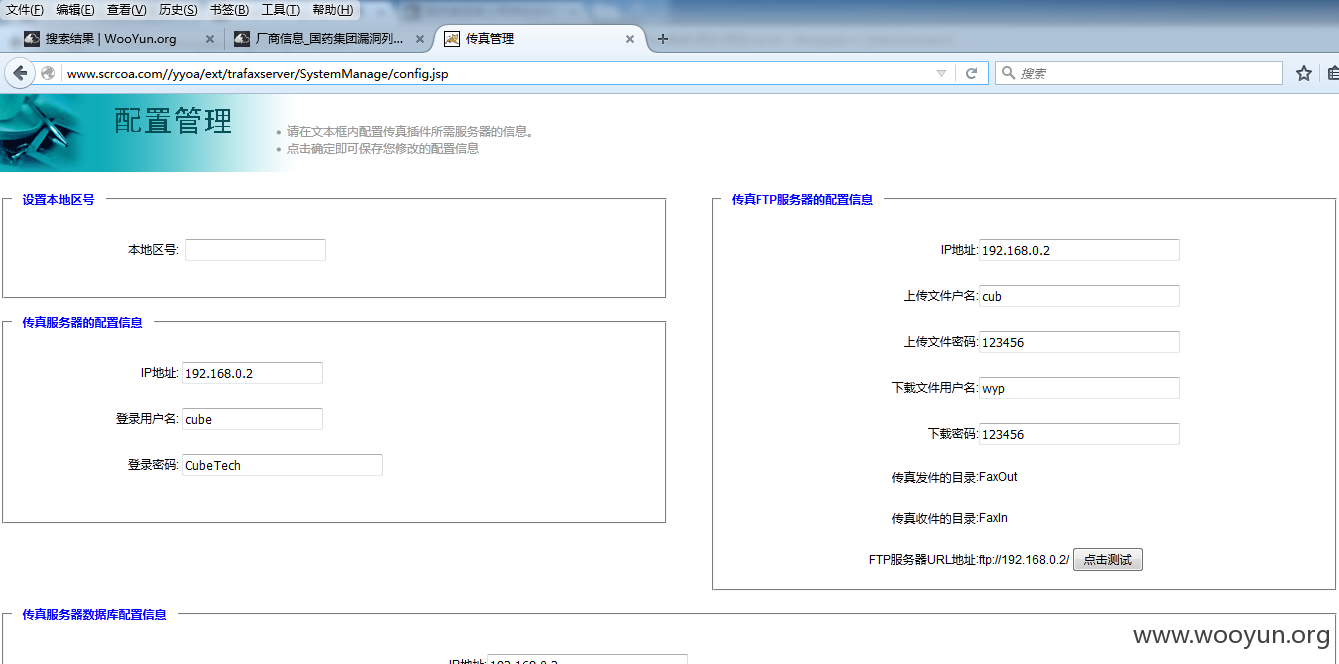 文件(F) 编辑(E) 查看(V) 历史(S) 书签(B) 工具(T) 帮助(H)
搜索结果 | WooYun.org × 厂商信息_国药集团漏洞列... × 传真管理 × +
www.scrcoa.com//yyoa/ext/trafaxserver/SystemManage/config.jsp 搜索
配置管理
• 请在文本框内配置传真插件所需服务器的信息。
• 点击确定即可保存您修改的配置信息
设置本地区号
本地区号:
传真服务器的配置信息
IP地址: 192.168.0.2
登录用户名: cube
登录密码: CubeTech
传真FTP服务器的配置信息
IP地址: 192.168.0.2
上传文件户名: cub
上传文件密码: 123456
下载文件用户名: wyp
下载密码: 123456
传真发件的目录:FaxOut
传真收件的目录:FaxIn
FTP服务器URL地址:ftp://192.168.0.2/ 点击测试
传真服务器数据库配置信息
IP地址: 192.168.0.2
www.wooyun.org